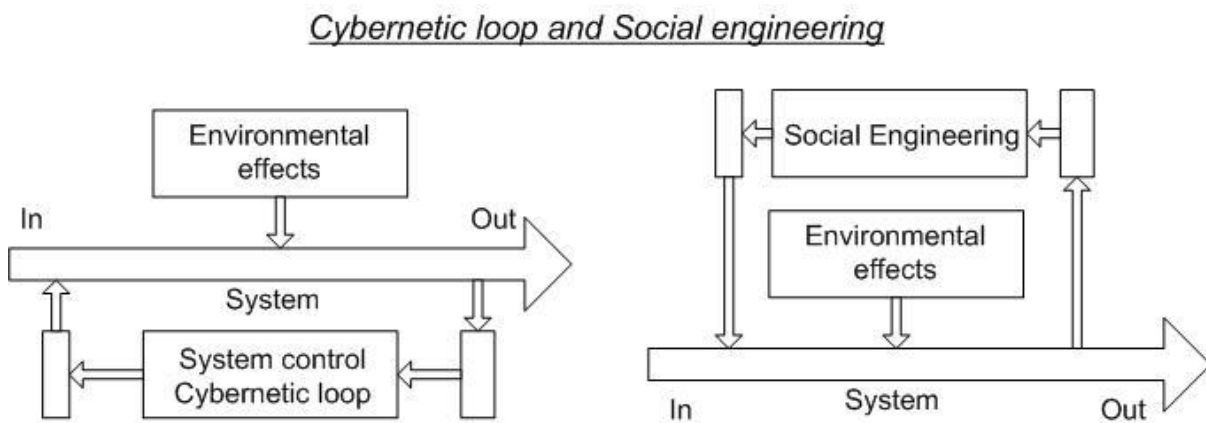 Cybernetic loop and Social engineering
Environmental
effects
In
Out
System
System control
Cybernetic loop
Social Engineering
Environmental
effects
In
System
Out